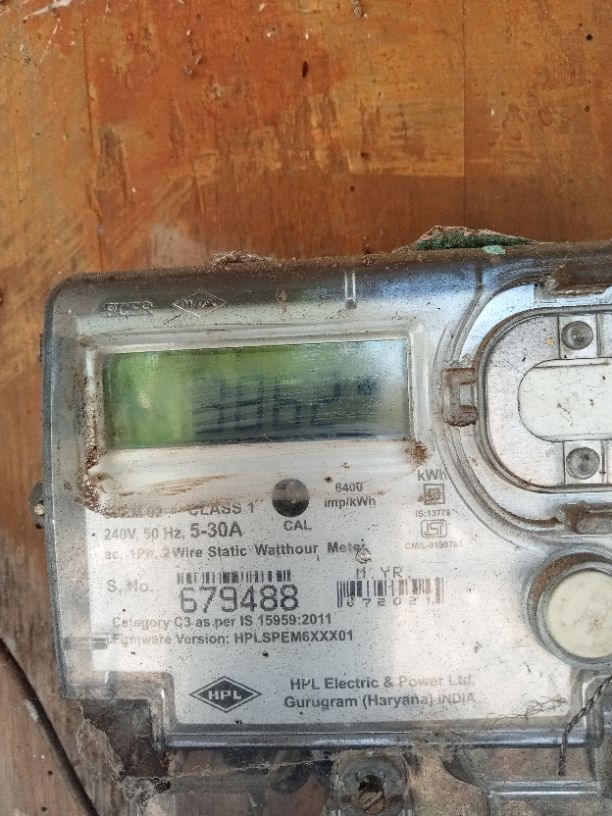 CLASS 1
6400
imp/kWh
kWh
CAL
IS:13779
240V, 50 Hz, 5-30A
ac, 1Ph, 2 Wire Static Watthour Meter
S. No.
679488
M YR
072021
Category C3 as per IS 15959:2011
Firmware Version: HPLSPEM6XXX01
HPL
HPL Electric & Power Ltd.
Gurugram (Haryana) INDIA